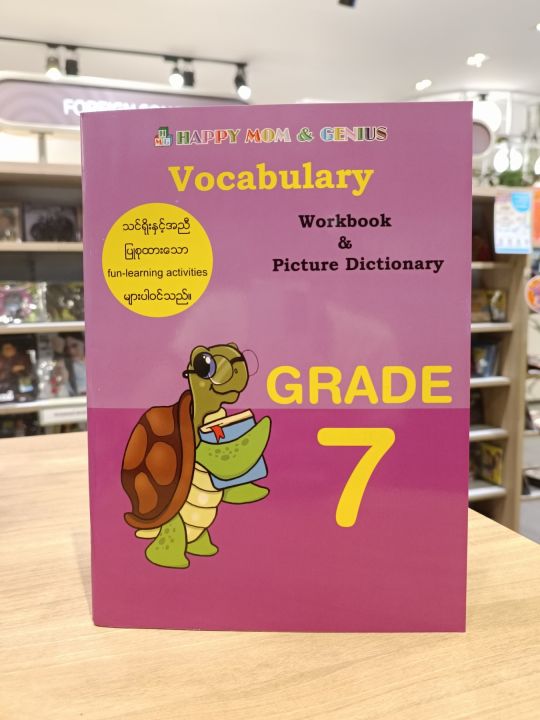 FOREIGN
HAPPY MOM & GENIUS
Vocabulary
Workbook
&
Picture Dictionary
သင်ရိုးနှင့်အညီ
ပြုစုထားသော
fun-learning activities
များပါဝင်သည်။
GRADE
7